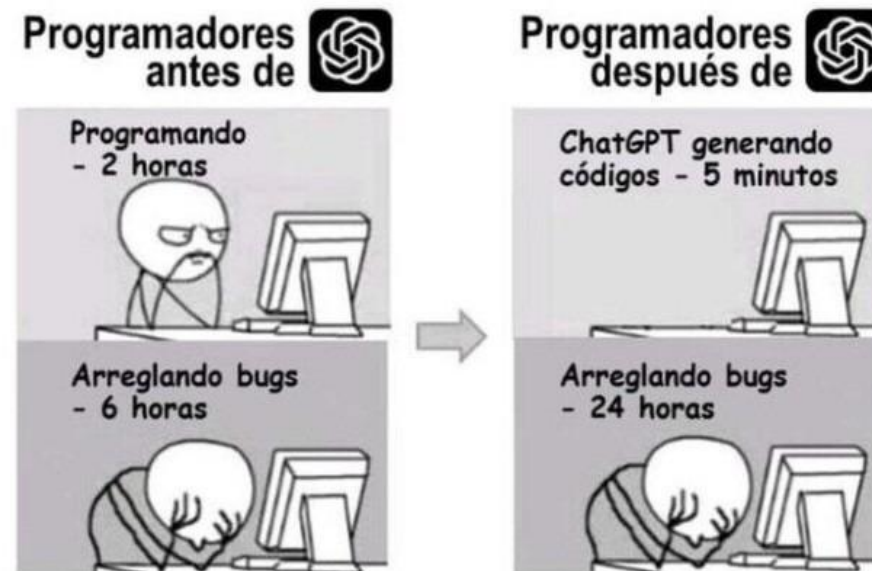 Programadores
antes de
Programando
- 2 horas
Arreglando bugs
- 6 horas
Programadores
después de
ChatGPT generando
códigos - 5 minutos
Arreglando bugs
- 24 horas